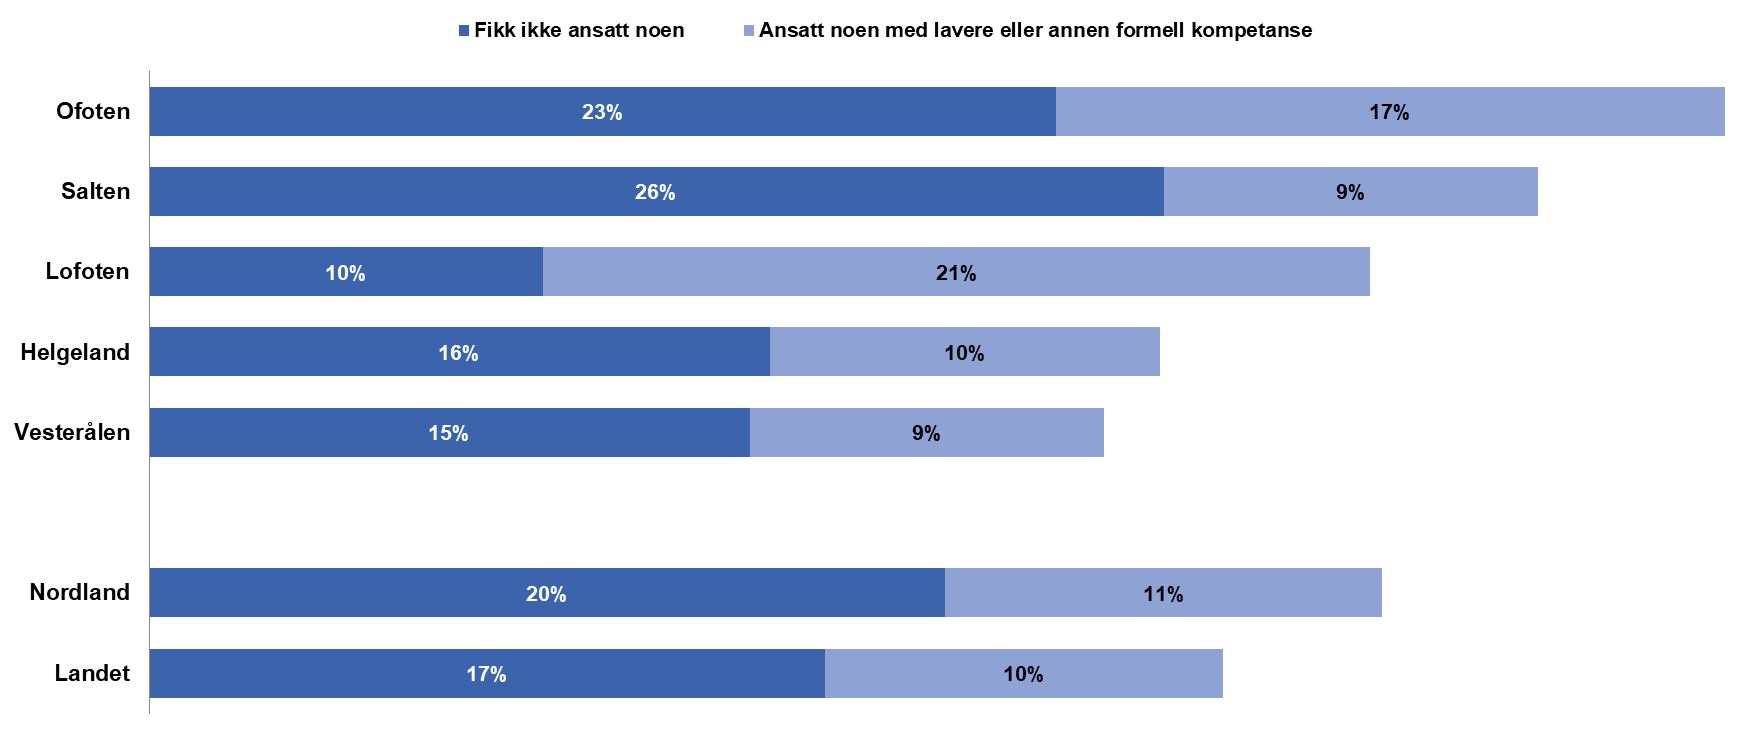 Fikk ikke ansatt noen Ansatt noen med lavere eller annen formell kompetanse
Ofoten 23% 17%
Salten 26% 9%
Lofoten 10% 21%
Helgeland 16% 10%
Vesterålen 15% 9%
Nordland 20% 11%
Landet 17% 10%